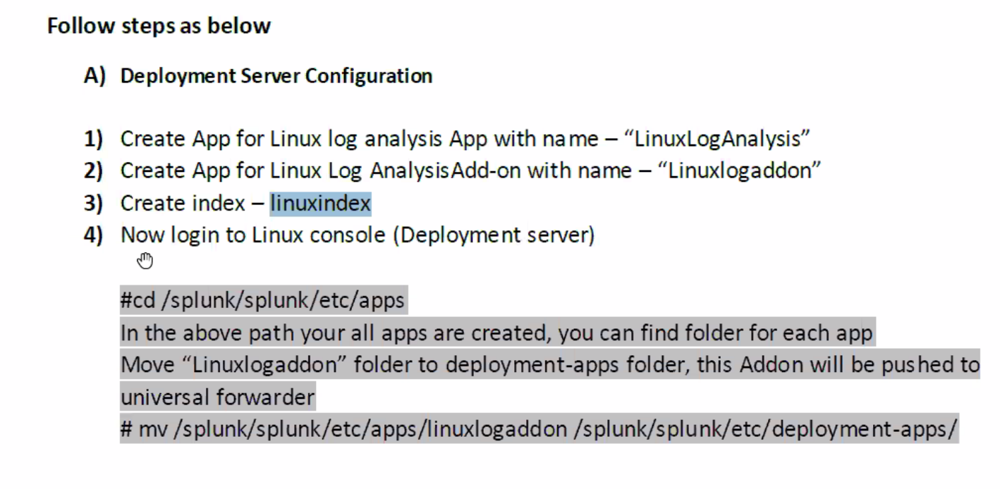 Follow steps as below
A) Deployment Server Configuration
1) Create App for Linux log analysis App with name – “LinuxLogAnalysis”
2) Create App for Linux Log AnalysisAdd-on with name – “Linuxlogaddon”
3) Create index – linuxindex
4) Now login to Linux console (Deployment server)
#cd /splunk/splunk/etc/apps
In the above path your all apps are created, you can find folder for each app
Move “Linuxlogaddon” folder to deployment-apps folder, this Addon will be pushed to
universal forwarder
# mv /splunk/splunk/etc/apps/linuxlogaddon /splunk/splunk/etc/deployment-apps/